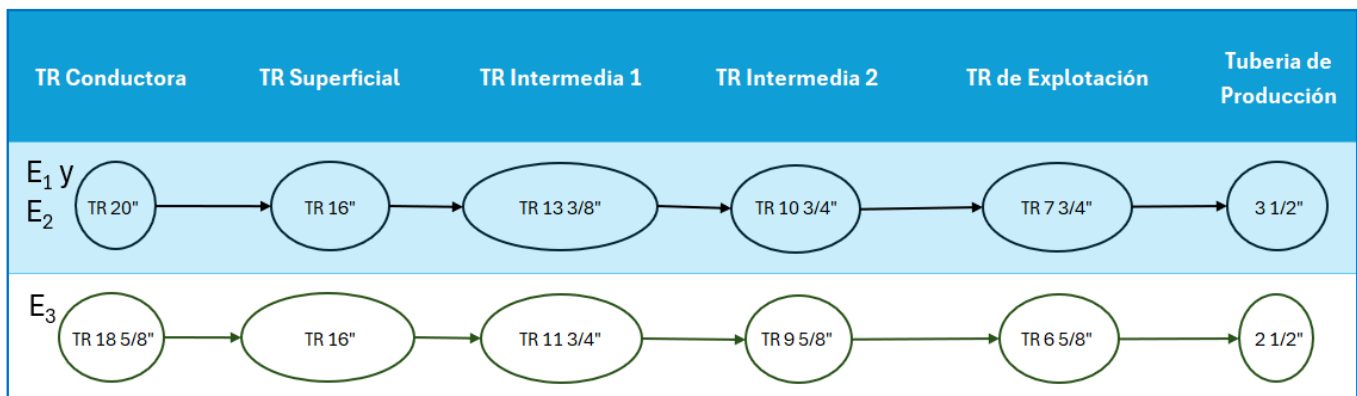 TR Conductora TR Superficial TR Intermedia 1 TR Intermedia 2 TR de Explotación Tuberia de
Producción
E₁ y
E₂
TR 20" TR 16" TR 13 3/8" TR 10 3/4" TR 7 3/4" 3 1/2"
E₃
TR 18 5/8" TR 16" TR 11 3/4" TR 9 5/8" TR 6 5/8" 2 1/2"